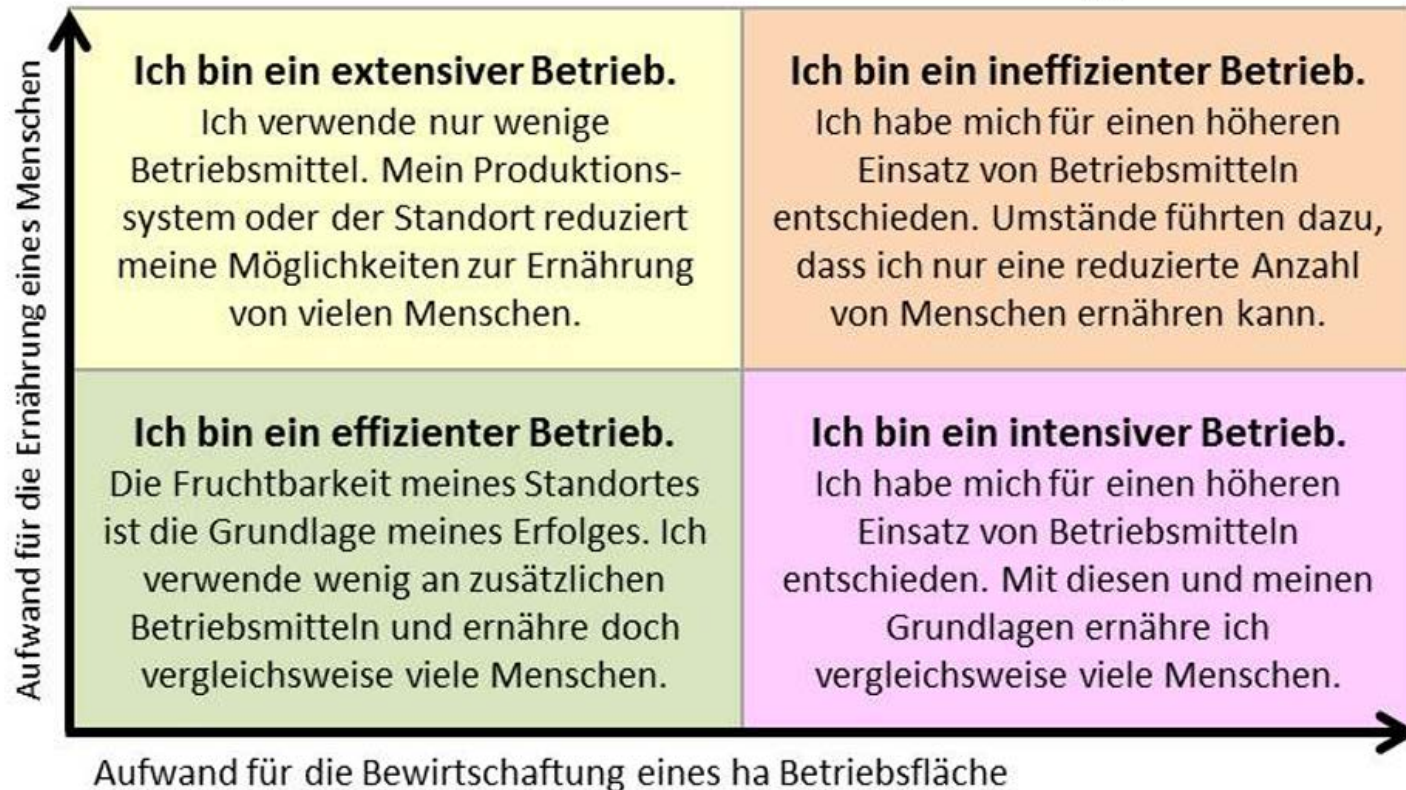 Aufwand für die Ernährung eines Menschen
Ich bin ein extensiver Betrieb.
Ich verwende nur wenige
Betriebsmittel. Mein Produktions-
system oder der Standort reduziert
meine Möglichkeiten zur Ernährung
von vielen Menschen.
Ich bin ein ineffizienter Betrieb.
Ich habe mich für einen höheren
Einsatz von Betriebsmitteln
entschieden. Umstände führten dazu,
dass ich nur eine reduzierte Anzahl
von Menschen ernähren kann.
Ich bin ein effizienter Betrieb.
Die Fruchtbarkeit meines Standortes
ist die Grundlage meines Erfolges. Ich
verwende wenig an zusätzlichen
Betriebsmitteln und ernähre doch
vergleichsweise viele Menschen.
Ich bin ein intensiver Betrieb.
Ich habe mich für einen höheren
Einsatz von Betriebsmitteln
entschieden. Mit diesen und meinen
Grundlagen ernähre ich
vergleichsweise viele Menschen.
Aufwand für die Bewirtschaftung eines ha Betriebsfläche